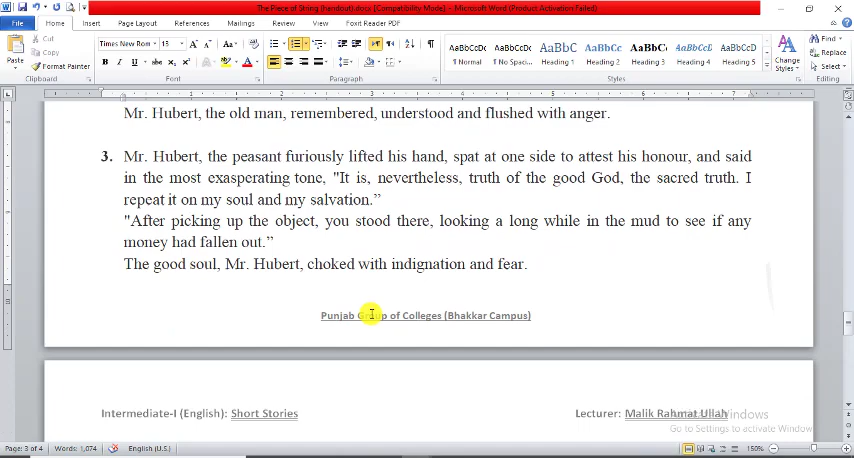 The Piece of String (handout).docx [Compatibility Mode] - Microsoft Word (Product Activation Failed)
File Home Insert Page Layout References Mailings Review View Foxit Reader PDF
Paste Cut Copy Format Painter Clipboard
Times New Rom 13 Font
Paragraph
AaBbCcDc AaBbCcDc AaBbC AaBbCc AaBbCc AaBbCcL AaBbCcD
¶ Normal ¶ No Spaci... Heading 1 Heading 2 Heading 3 Heading 4 Heading 5
Styles
Change Styles
Find Replace Select Editing
Mr. Hubert, the old man, remembered, understood and flushed with anger.
3. Mr. Hubert, the peasant furiously lifted his hand, spat at one side to attest his honour, and said
in the most exasperating tone, "It is, nevertheless, truth of the good God, the sacred truth. I
repeat it on my soul and my salvation.”
"After picking up the object, you stood there, looking a long while in the mud to see if any
money had fallen out.”
The good soul, Mr. Hubert, choked with indignation and fear.
Punjab Group of Colleges (Bhakkar Campus)
Intermediate-I (English): Short Stories Lecturer: Malik Rahmat Ullah
Activate Windows
Go to Settings to activate Windows.
Page: 3 of 4 Words: 1,074 English (U.S.) 150%